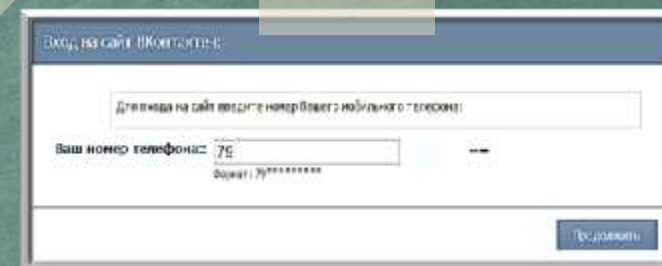 Вход на сайт ВКонтакте
Для входа на сайт введите номер Вашего мобильного телефона:
Ваш номер телефона:
79
Формат: 79*********
Продолжить